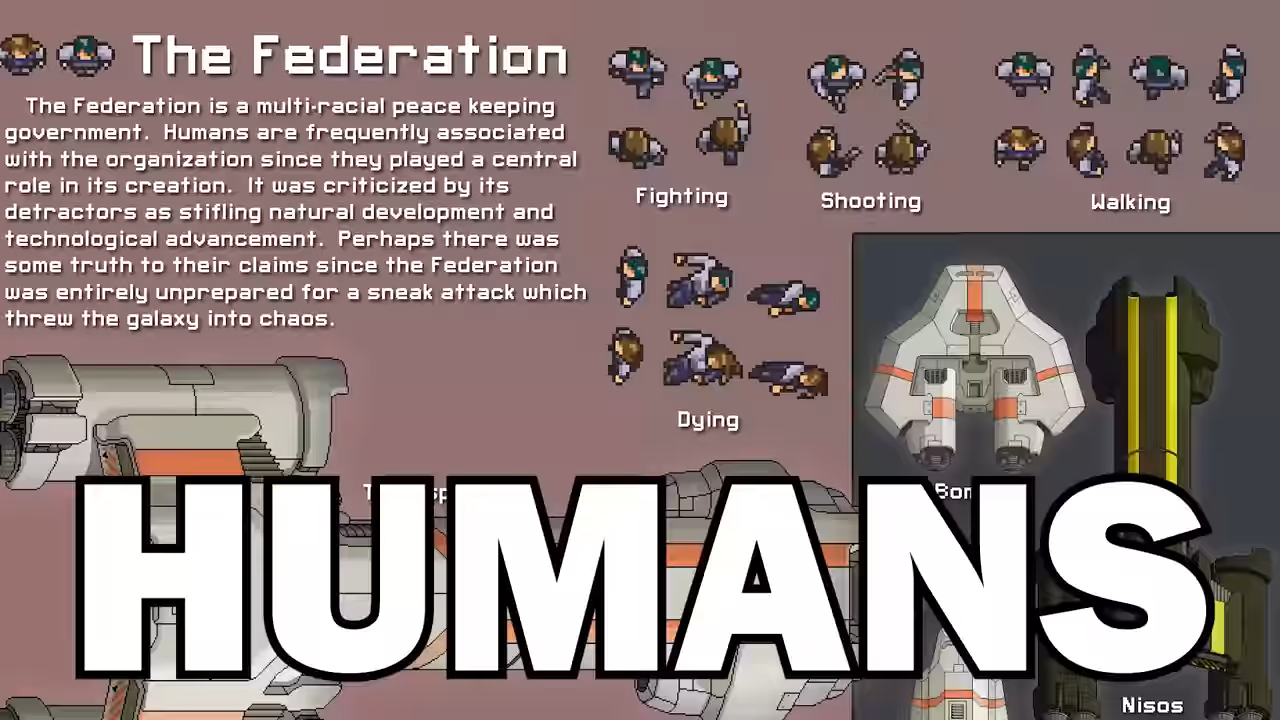 The Federation
The Federation is a multi-racial peace keeping
government. Humans are frequently associated
with the organization since they played a central
role in its creation. It was criticized by its
detractors as stifling natural development and
technological advancement. Perhaps there was
some truth to their claims since the Federation
was entirely unprepared for a sneak attack which
threw the galaxy into chaos.
Fighting
Shooting
Walking
Dying
HUMANS
Nisos